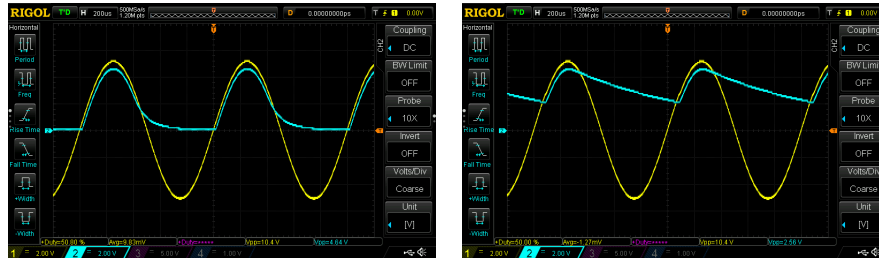 RIGOL T'D H 200us 500MSa/s 1.20M pts D 0.00000000ps T 1 0.00V
Horizontal
Period
Freq
Rise Time
Fall Time
+Width
-Width
CH2
Coupling
DC
BW Limit
OFF
Probe
10X
Invert
OFF
Volts/Div
Coarse
Unit
[V]
+Duty=50.00 % Avg=9.83mV +Duty=***** Vpp=10.4 V Vpp=4.64 V
1 = 2.00 V 2 = 2.00 V 3 = 5.00 V 4 = 1.00 V
RIGOL T'D H 200us 500MSa/s 1.20M pts D 0.00000000ps T 1 0.00V
Horizontal
Period
Freq
Rise Time
Fall Time
+Width
-Width
CH2
Coupling
DC
BW Limit
OFF
Probe
10X
Invert
OFF
Volts/Div
Coarse
Unit
[V]
+Duty=50.00 % Avg=-1.27mV +Duty=***** Vpp=10.4 V Vpp=2.56 V
1 = 2.00 V 2 = 2.00 V 3 = 5.00 V 4 = 1.00 V